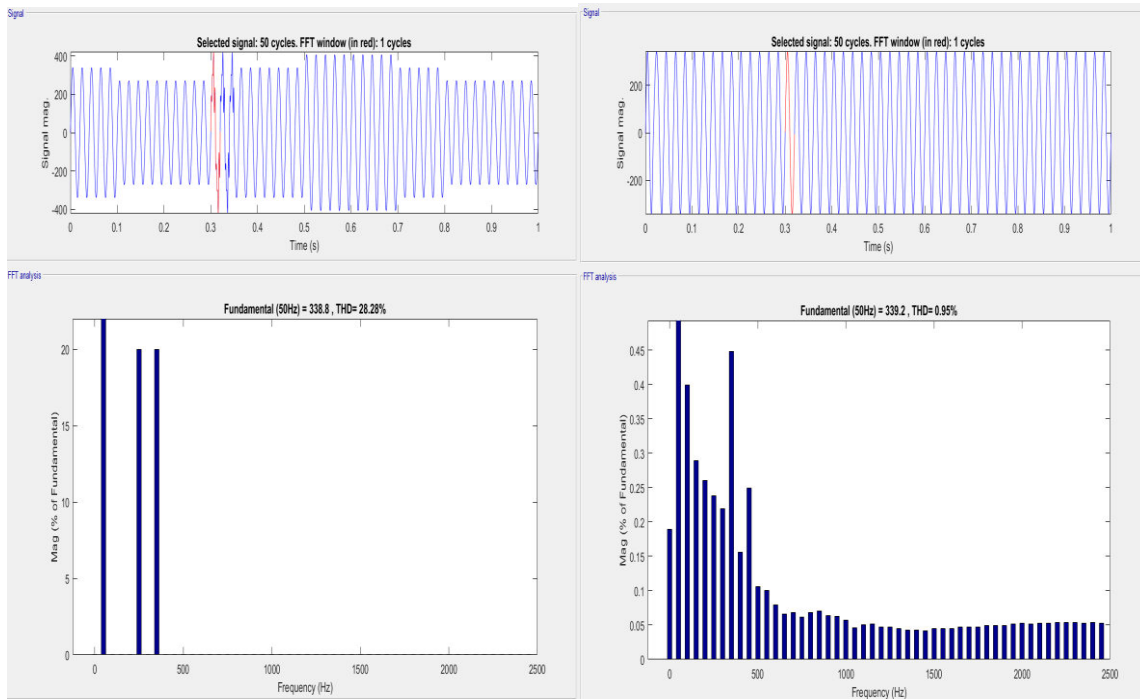 Signal
Selected signal: 50 cycles. FFT window (in red): 1 cycles
Signal mag.
400
200
0
-200
-400
0 0.1 0.2 0.3 0.4 0.5 0.6 0.7 0.8 0.9 1
Time (s)
Signal
Selected signal: 50 cycles. FFT window (in red): 1 cycles
Signal mag.
200
0
-200
0 0.1 0.2 0.3 0.4 0.5 0.6 0.7 0.8 0.9 1
Time (s)
FFT analysis
Fundamental (50Hz) = 338.8 , THD= 28.28%
Mag (% of Fundamental)
20
15
10
5
0
0 500 1000 1500 2000 2500
Frequency (Hz)
FFT analysis
Fundamental (50Hz) = 339.2 , THD= 0.95%
Mag (% of Fundamental)
0.45
0.4
0.35
0.3
0.25
0.2
0.15
0.1
0.05
0
0 500 1000 1500 2000 2500
Frequency (Hz)